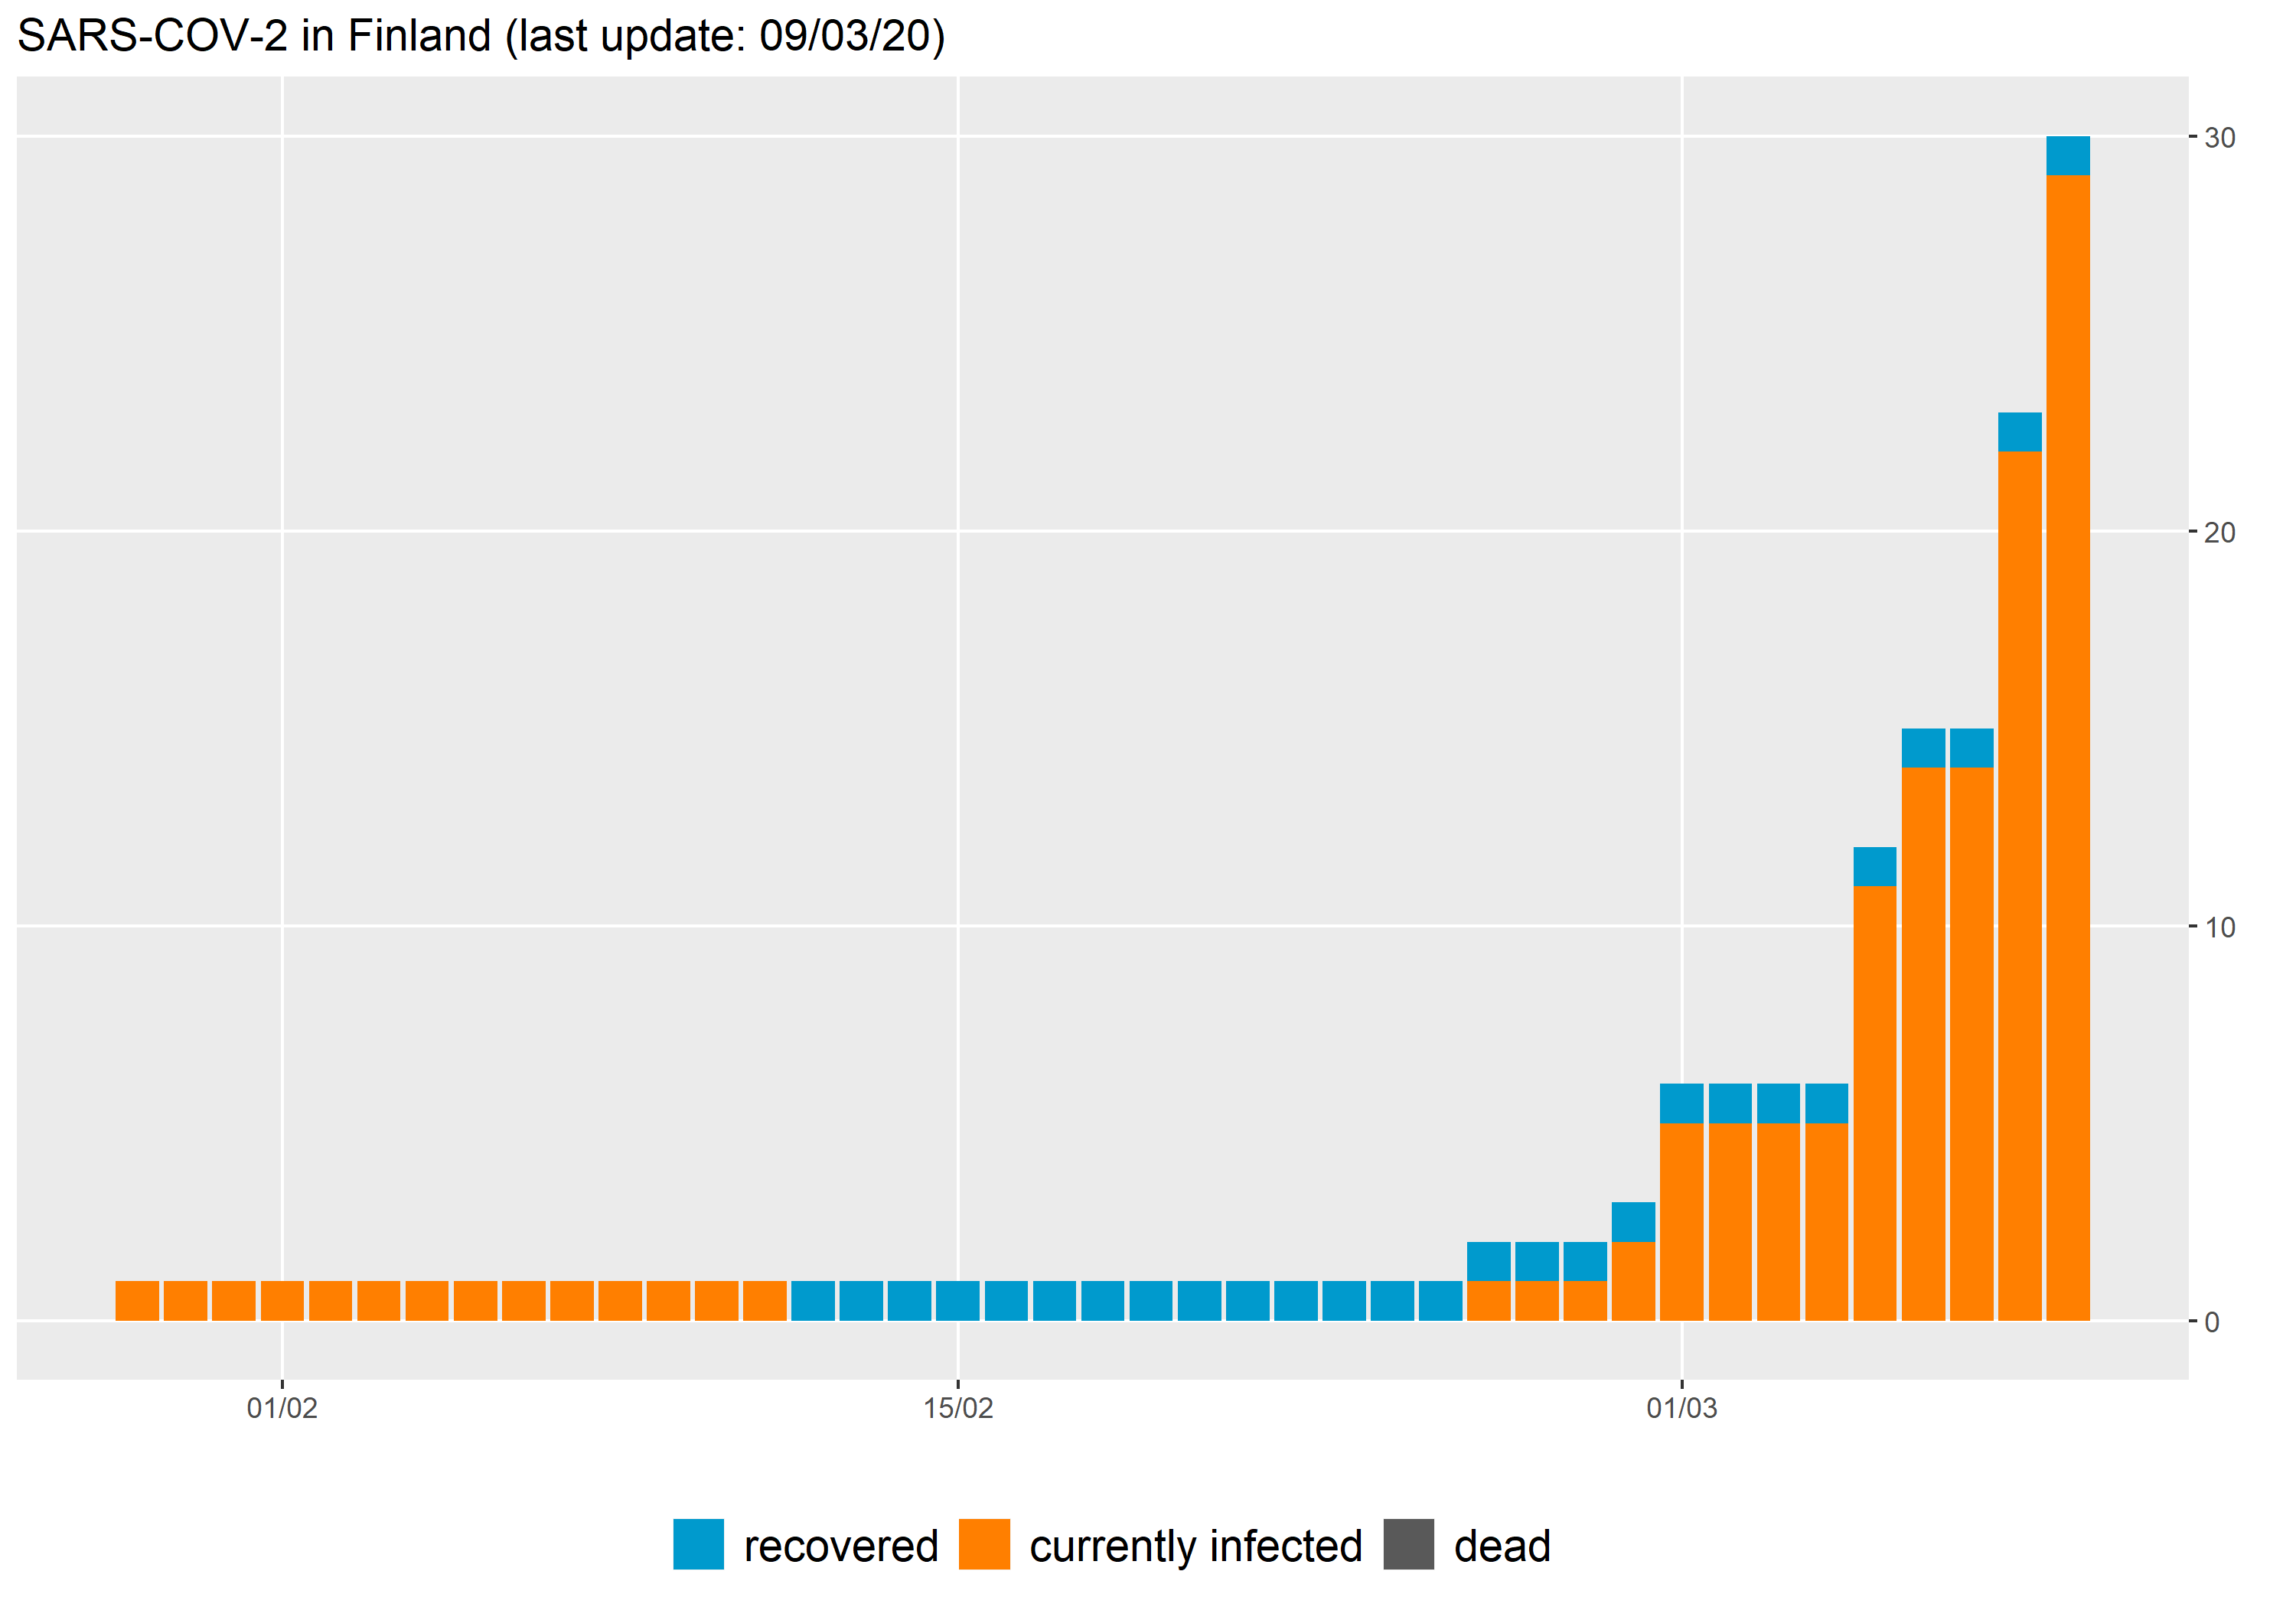 SARS-COV-2 in Finland (last update: 09/03/20)
30
20
10
0
01/02 15/02 01/03
recovered currently infected dead